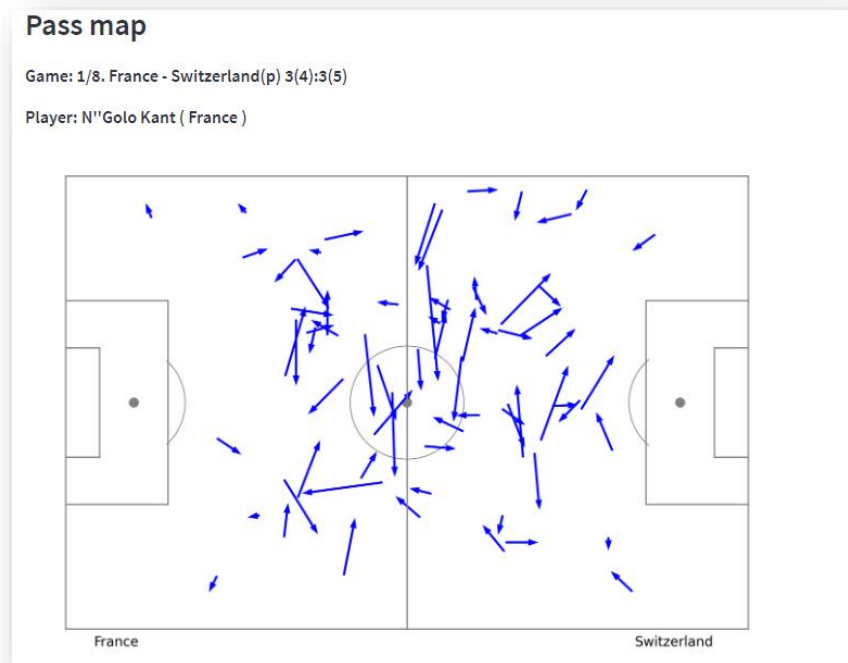 Pass map
Game: 1/8. France - Switzerland(p) 3(4):3(5)
Player: N''Golo Kant ( France )
France
Switzerland